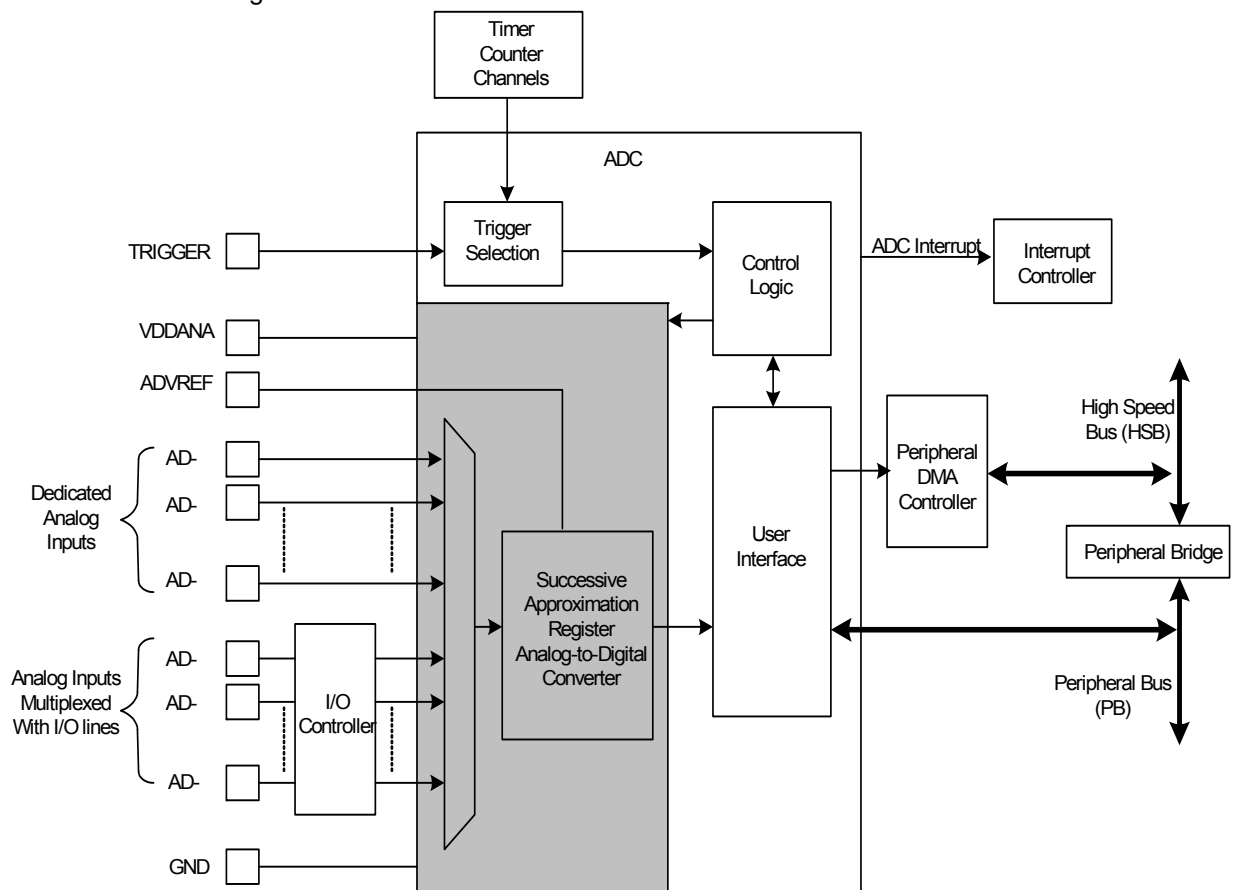 Timer
Counter
Channels
ADC
TRIGGER
Trigger
Selection
Control
Logic
ADC Interrupt
Interrupt
Controller
VDDANA
ADVREF
High Speed
Bus (HSB)
Dedicated
Analog
Inputs
AD-
AD-
AD-
Peripheral
DMA
Controller
User
Interface
Peripheral Bridge
Successive
Approximation
Register
Analog-to-Digital
Converter
Analog Inputs
Multiplexed
With I/O lines
AD-
AD-
AD-
I/O
Controller
Peripheral Bus
(PB)
GND